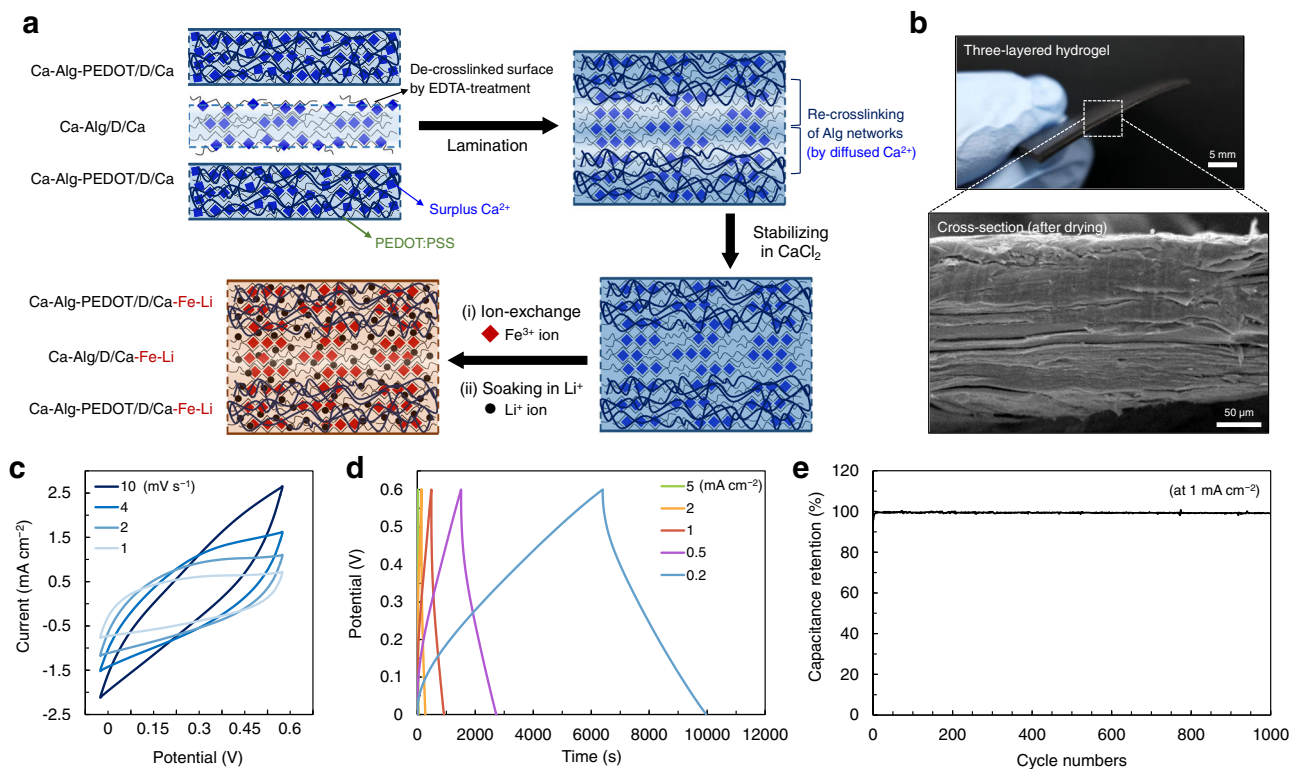 a
Ca-Alg-PEDOT/D/Ca
Ca-Alg/D/Ca
Ca-Alg-PEDOT/D/Ca
De-crosslinked surface
by EDTA-treatment
Lamination
Surplus Ca²⁺
PEDOT:PSS
Re-crosslinking
of Alg networks
(by diffused Ca²⁺)
Stabilizing
in CaCl₂
Ca-Alg-PEDOT/D/Ca-Fe-Li
Ca-Alg/D/Ca-Fe-Li
Ca-Alg-PEDOT/D/Ca-Fe-Li
(i) Ion-exchange
Fe³⁺ ion
(ii) Soaking in Li⁺
Li⁺ ion
b
Three-layered hydrogel
5 mm
Cross-section (after drying)
50 μm
c
10 (mV s⁻¹)
4
2
1
2.5
1.5
0.5
-0.5
-1.5
-2.5
Current (mA cm⁻²)
0 0.15 0.3 0.45 0.6
Potential (V)
d
5 (mA cm⁻²)
2
1
0.5
0.2
0.6
0.5
0.4
0.3
0.2
0.1
0
Potential (V)
0 2000 4000 6000 8000 10000 12000
Time (s)
e
(at 1 mA cm⁻²)
120
100
80
60
40
20
0
Capacitance retention (%)
0 200 400 600 800 1000
Cycle numbers